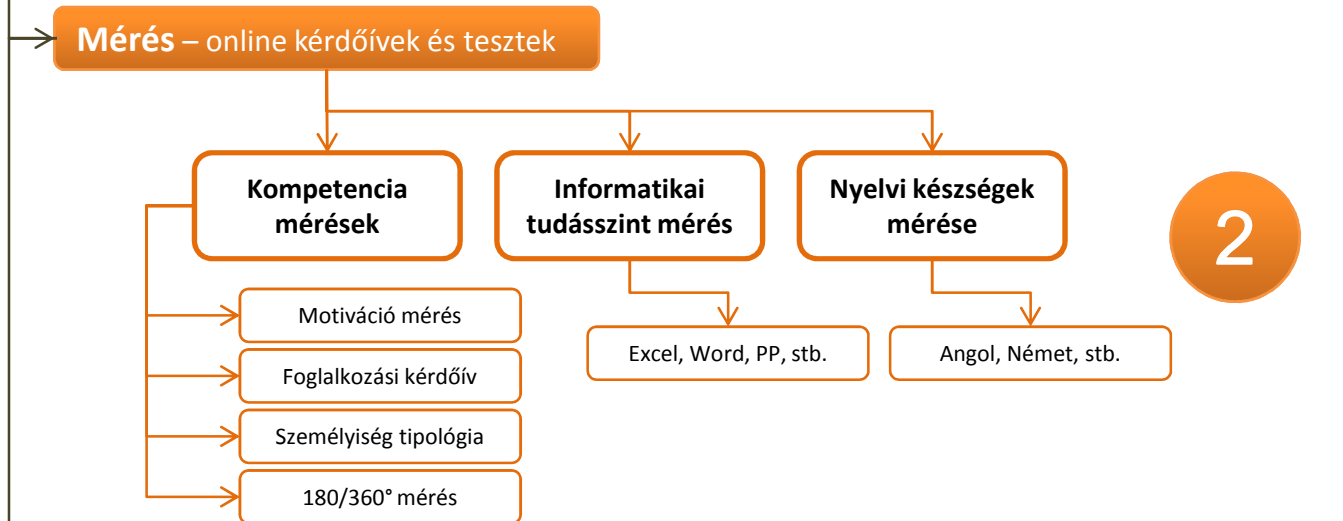 Mérés – online kérdőívek és tesztek
Kompetencia
mérések
Informatikai
tudásszint mérés
Nyelvi készségek
mérése
2
Motiváció mérés
Foglalkozási kérdőív
Személyiség tipológia
180/360° mérés
Excel, Word, PP, stb.
Angol, Német, stb.